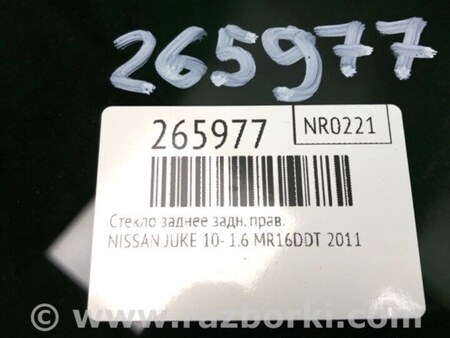 265977
265977
NR0221
Стекло заднее задн. прав.
NISSAN JUKE 10- 1.6 MR16DDT 2011
© www.razborki.com